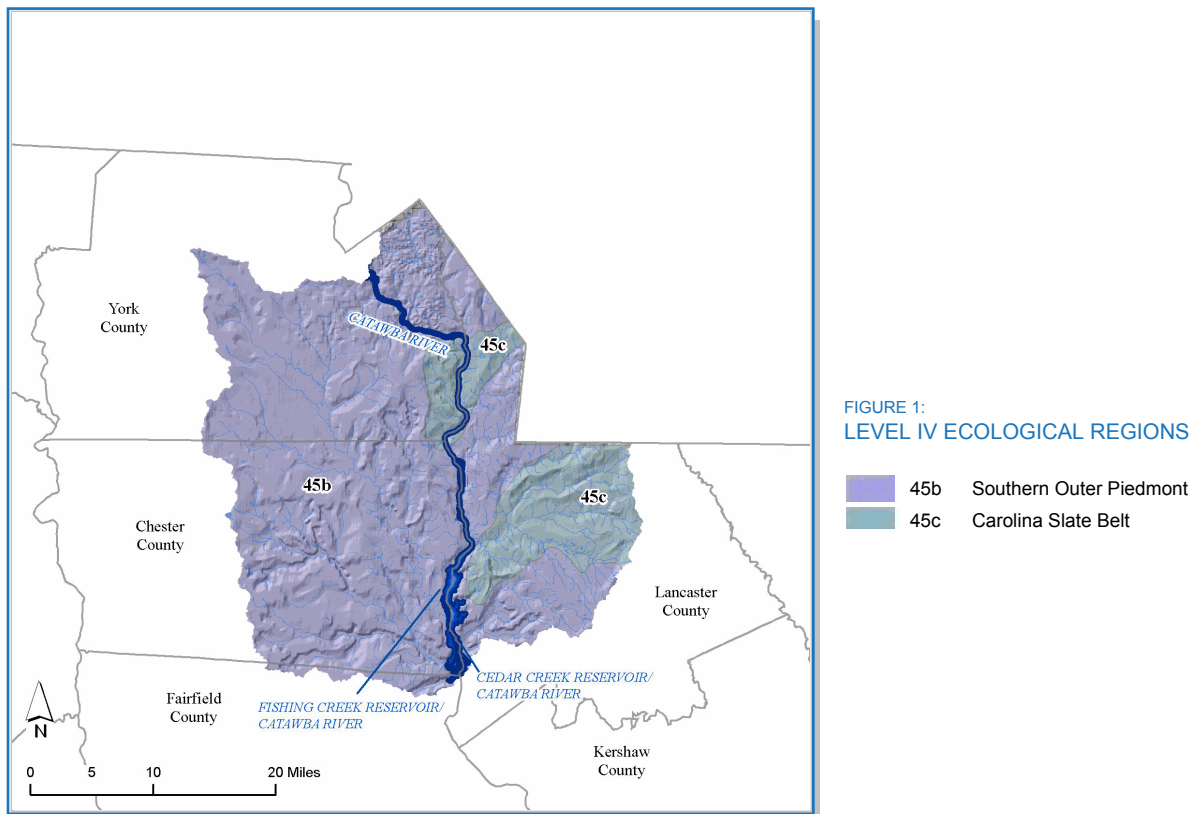 York
County
CATAWBA RIVER
45c
45b
45c
Chester
County
Lancaster
County
CEDAR CREEK RESERVOIR/
CATAWBA RIVER
Fairfield
County
FISHING CREEK RESERVOIR/
CATAWBA RIVER
N
Kershaw
County
0 5 10 20 Miles
FIGURE 1:
LEVEL IV ECOLOGICAL REGIONS
45b Southern Outer Piedmont
45c Carolina Slate Belt